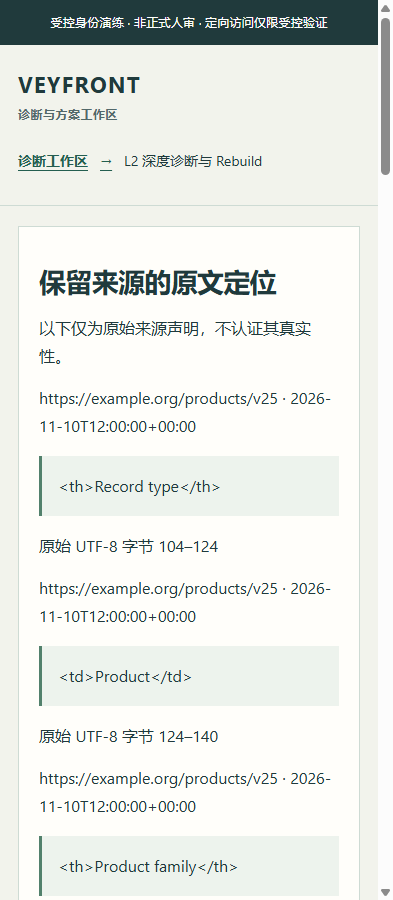 受控身份演练 · 非正式人审 · 定向访问仅限受控验证
VEYFRONT
诊断与方案工作区
诊断工作区 → L2 深度诊断与 Rebuild
保留来源的原文定位
以下仅为原始来源声明，不认证其真实
性。
https://example.org/products/v25 · 2026-
11-10T12:00:00+00:00
<th>Record type</th>
原始 UTF-8 字节 104–124
https://example.org/products/v25 · 2026-
11-10T12:00:00+00:00
<td>Product</td>
原始 UTF-8 字节 124–140
https://example.org/products/v25 · 2026-
11-10T12:00:00+00:00
<th>Product family</th>